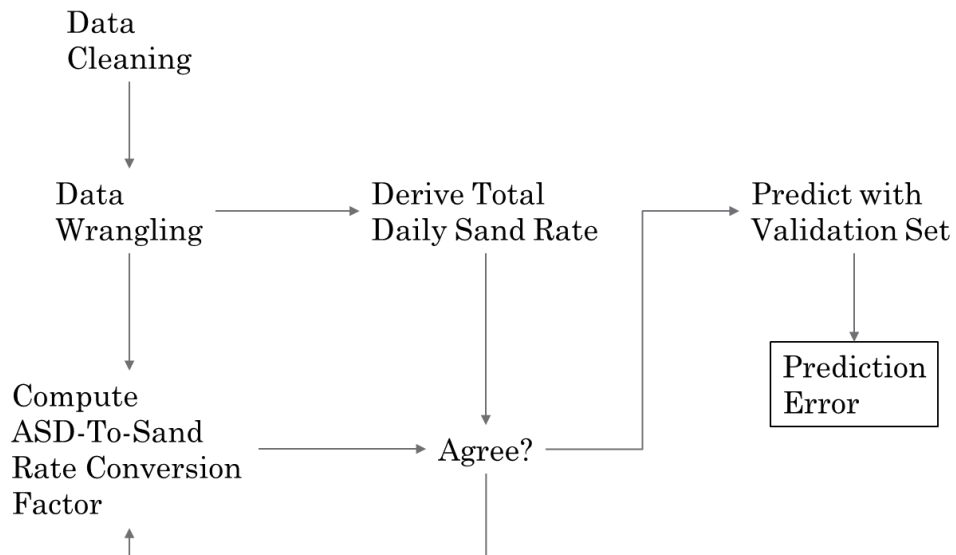 Data
Cleaning
Data
Wrangling
Derive Total
Daily Sand Rate
Predict with
Validation Set
Prediction
Error
Compute
ASD-To-Sand
Rate Conversion
Factor
Agree?